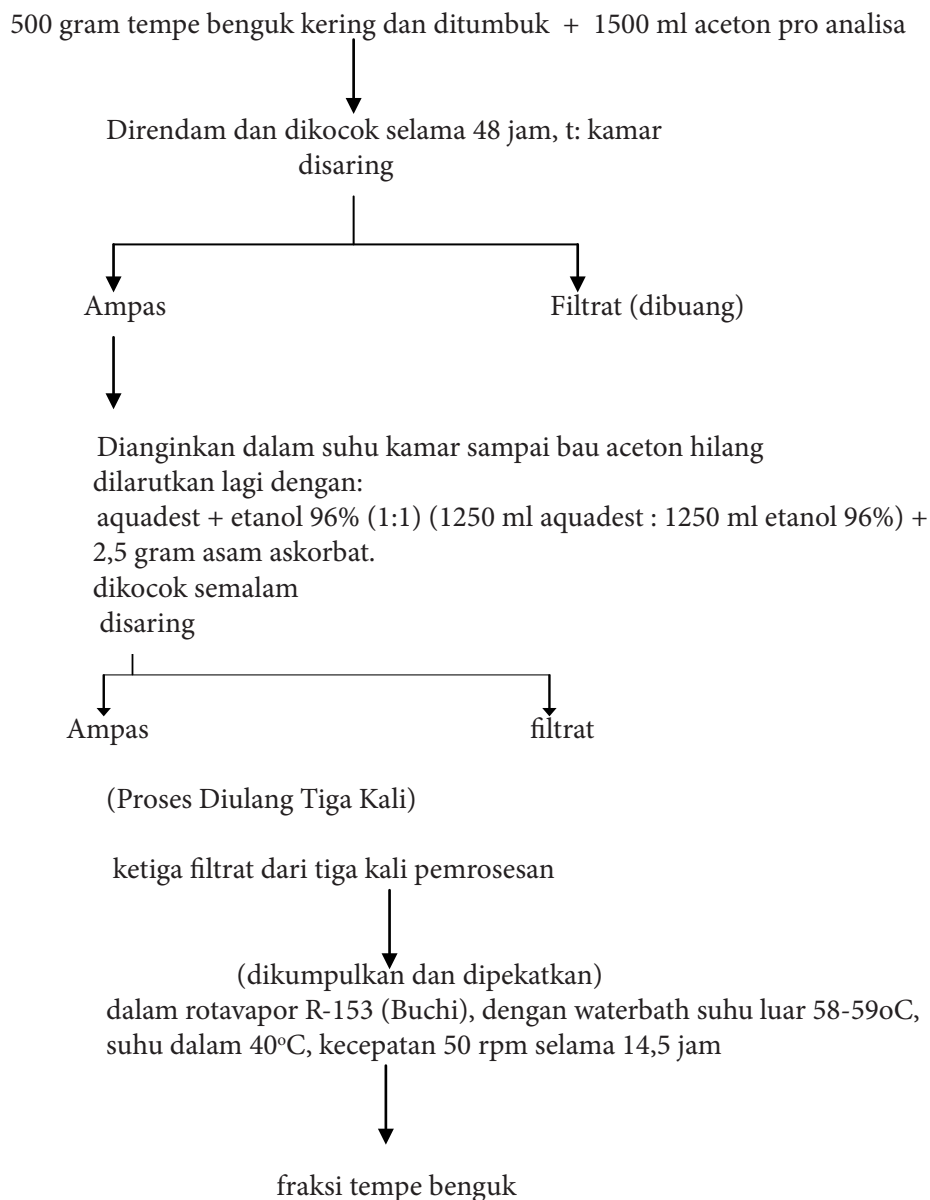 500 gram tempe benguk kering dan ditumbuk + 1500 ml aceton pro analisa
Direndam dan dikocok selama 48 jam, t: kamar
disaring
Ampas
Filtrat (dibuang)
Dianginkan dalam suhu kamar sampai bau aceton hilang
dilarutkan lagi dengan:
aquadest + etanol 96% (1:1) (1250 ml aquadest : 1250 ml etanol 96%) +
2,5 gram asam askorbat.
dikocok semalam
disaring
Ampas
filtrat
(Proses Diulang Tiga Kali)
ketiga filtrat dari tiga kali pemrosesan
(dikumpulkan dan dipekatkan)
dalam rotavapor R-153 (Buchi), dengan waterbath suhu luar 58-59oC,
suhu dalam 40°C, kecepatan 50 rpm selama 14,5 jam
fraksi tempe benguk